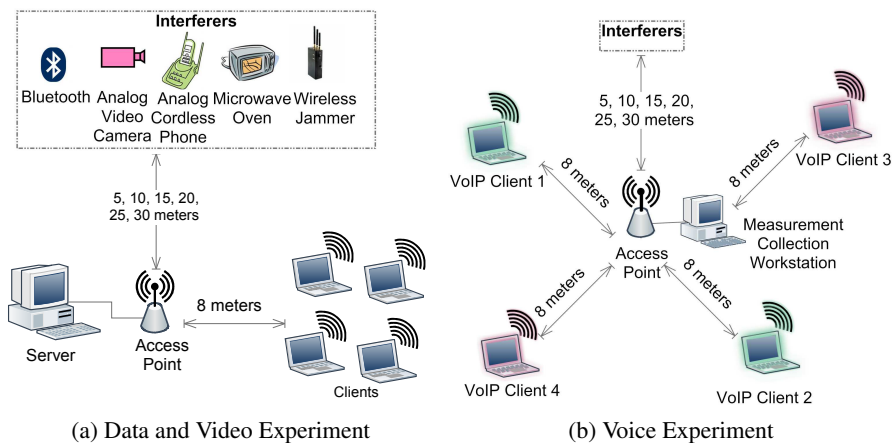 Interferers
Bluetooth
Analog
Video
Camera
Analog
Cordless
Phone
Microwave
Oven
Wireless
Jammer
5, 10, 15, 20,
25, 30 meters
8 meters
Server
Access
Point
Clients
(a) Data and Video Experiment
Interferers
5, 10, 15, 20,
25, 30 meters
VoIP Client 1
8 meters
VoIP Client 3
8 meters
Access
Point
Measurement
Collection
Workstation
8 meters
VoIP Client 4
8 meters
VoIP Client 2
(b) Voice Experiment